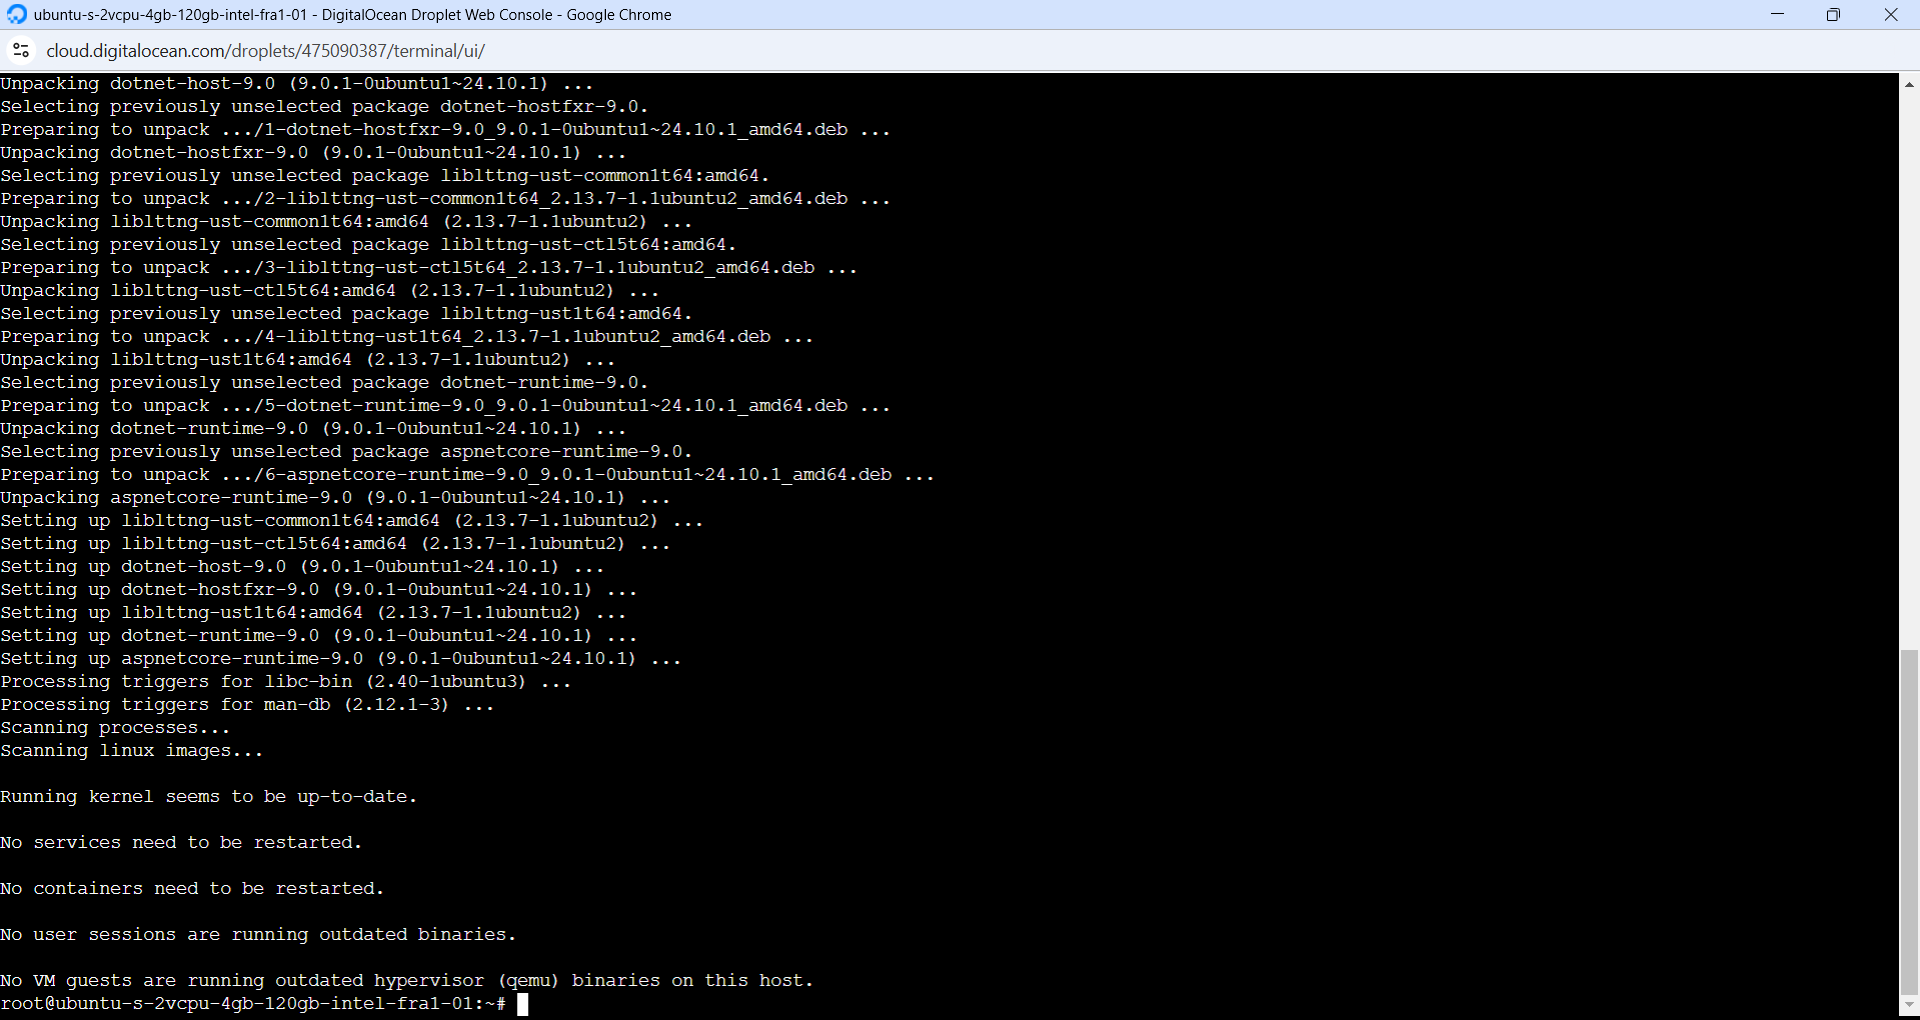 ubuntu-s-2vcpu-4gb-120gb-intel-fra1-01 - DigitalOcean Droplet Web Console - Google Chrome
cloud.digitalocean.com/droplets/475090387/terminal/ui/
Unpacking dotnet-host-9.0 (9.0.1-0ubuntu1~24.10.1) ...
Selecting previously unselected package dotnet-hostfxr-9.0.
Preparing to unpack .../1-dotnet-hostfxr-9.0_9.0.1-0ubuntu1~24.10.1_amd64.deb ...
Unpacking dotnet-hostfxr-9.0 (9.0.1-0ubuntu1~24.10.1) ...
Selecting previously unselected package liblttng-ust-common1t64:amd64.
Preparing to unpack .../2-liblttng-ust-common1t64_2.13.7-1.1ubuntu2_amd64.deb ...
Unpacking liblttng-ust-common1t64:amd64 (2.13.7-1.1ubuntu2) ...
Selecting previously unselected package liblttng-ust-ctl5t64:amd64.
Preparing to unpack .../3-liblttng-ust-ctl5t64_2.13.7-1.1ubuntu2_amd64.deb ...
Unpacking liblttng-ust-ctl5t64:amd64 (2.13.7-1.1ubuntu2) ...
Selecting previously unselected package liblttng-ust1t64:amd64.
Preparing to unpack .../4-liblttng-ust1t64_2.13.7-1.1ubuntu2_amd64.deb ...
Unpacking liblttng-ust1t64:amd64 (2.13.7-1.1ubuntu2) ...
Selecting previously unselected package dotnet-runtime-9.0.
Preparing to unpack .../5-dotnet-runtime-9.0_9.0.1-0ubuntu1~24.10.1_amd64.deb ...
Unpacking dotnet-runtime-9.0 (9.0.1-0ubuntu1~24.10.1) ...
Selecting previously unselected package aspnetcore-runtime-9.0.
Preparing to unpack .../6-aspnetcore-runtime-9.0_9.0.1-0ubuntu1~24.10.1_amd64.deb ...
Unpacking aspnetcore-runtime-9.0 (9.0.1-0ubuntu1~24.10.1) ...
Setting up liblttng-ust-common1t64:amd64 (2.13.7-1.1ubuntu2) ...
Setting up liblttng-ust-ctl5t64:amd64 (2.13.7-1.1ubuntu2) ...
Setting up dotnet-host-9.0 (9.0.1-0ubuntu1~24.10.1) ...
Setting up dotnet-hostfxr-9.0 (9.0.1-0ubuntu1~24.10.1) ...
Setting up liblttng-ust1t64:amd64 (2.13.7-1.1ubuntu2) ...
Setting up dotnet-runtime-9.0 (9.0.1-0ubuntu1~24.10.1) ...
Setting up aspnetcore-runtime-9.0 (9.0.1-0ubuntu1~24.10.1) ...
Processing triggers for libc-bin (2.40-1ubuntu3) ...
Processing triggers for man-db (2.12.1-3) ...
Scanning processes...
Scanning linux images...
Running kernel seems to be up-to-date.
No services need to be restarted.
No containers need to be restarted.
No user sessions are running outdated binaries.
No VM guests are running outdated hypervisor (qemu) binaries on this host.
root@ubuntu-s-2vcpu-4gb-120gb-intel-fra1-01:~#